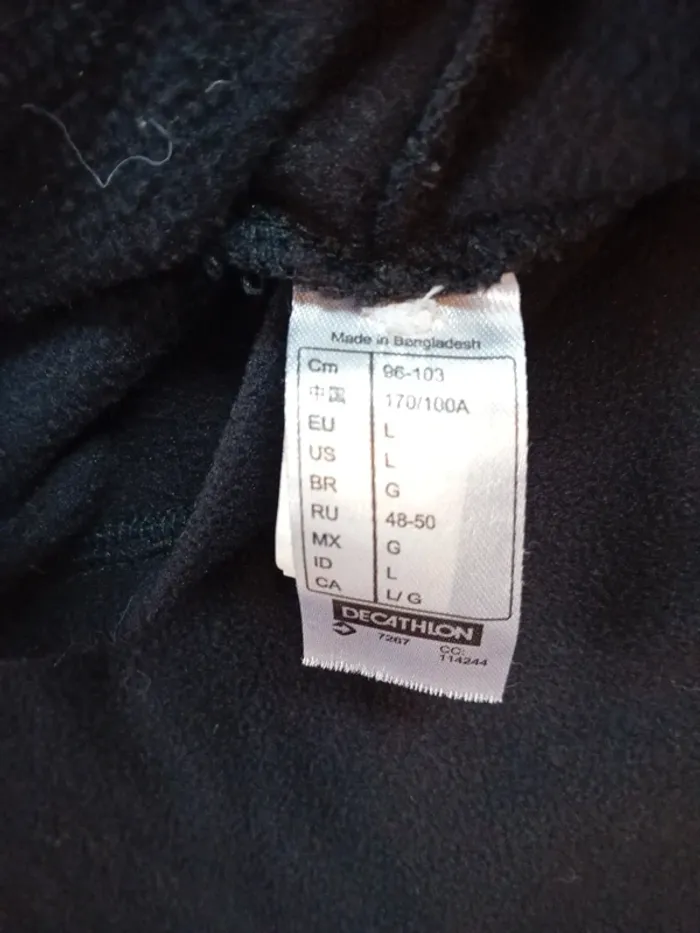 Made in Bangladesh
Cm 96-103
中国 170/100A
EU L
US L
BR G
RU 48-50
MX G
ID L
CA L/G
DECATHLON
7267 CC:
114244